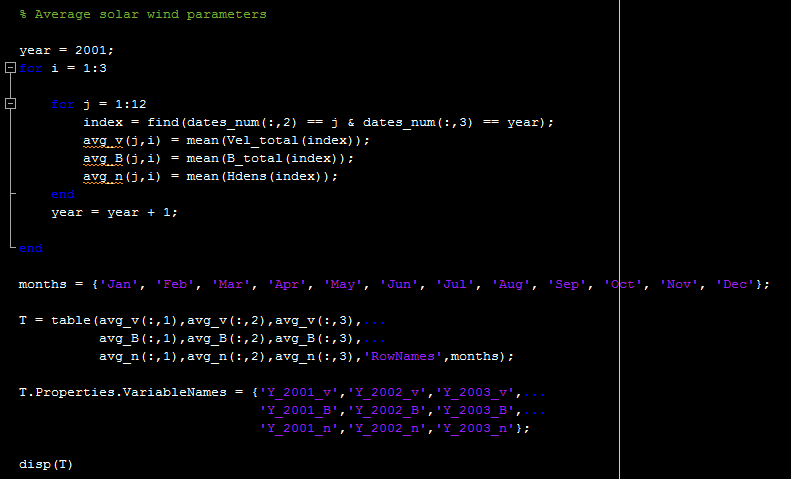 % Average solar wind parameters
year = 2001;
for i = 1:3
for j = 1:12
index = find(dates_num(:,2) == j & dates_num(:,3) == year);
avg_v(j,i) = mean(Vel_total(index));
avg_B(j,i) = mean(B_total(index));
avg_n(j,i) = mean(Hdens(index));
end
year = year + 1;
end
months = {'Jan', 'Feb', 'Mar', 'Apr', 'May', 'Jun', 'Jul', 'Aug', 'Sep', 'Oct', 'Nov', 'Dec'};
T = table(avg_v(:,1),avg_v(:,2),avg_v(:,3),...
avg_B(:,1),avg_B(:,2),avg_B(:,3),...
avg_n(:,1),avg_n(:,2),avg_n(:,3),'RowNames',months);
T.Properties.VariableNames = {'Y_2001_v','Y_2002_v','Y_2003_v',...
'Y_2001_B','Y_2002_B','Y_2003_B',...
'Y_2001_n','Y_2002_n','Y_2003_n'};
disp(T)